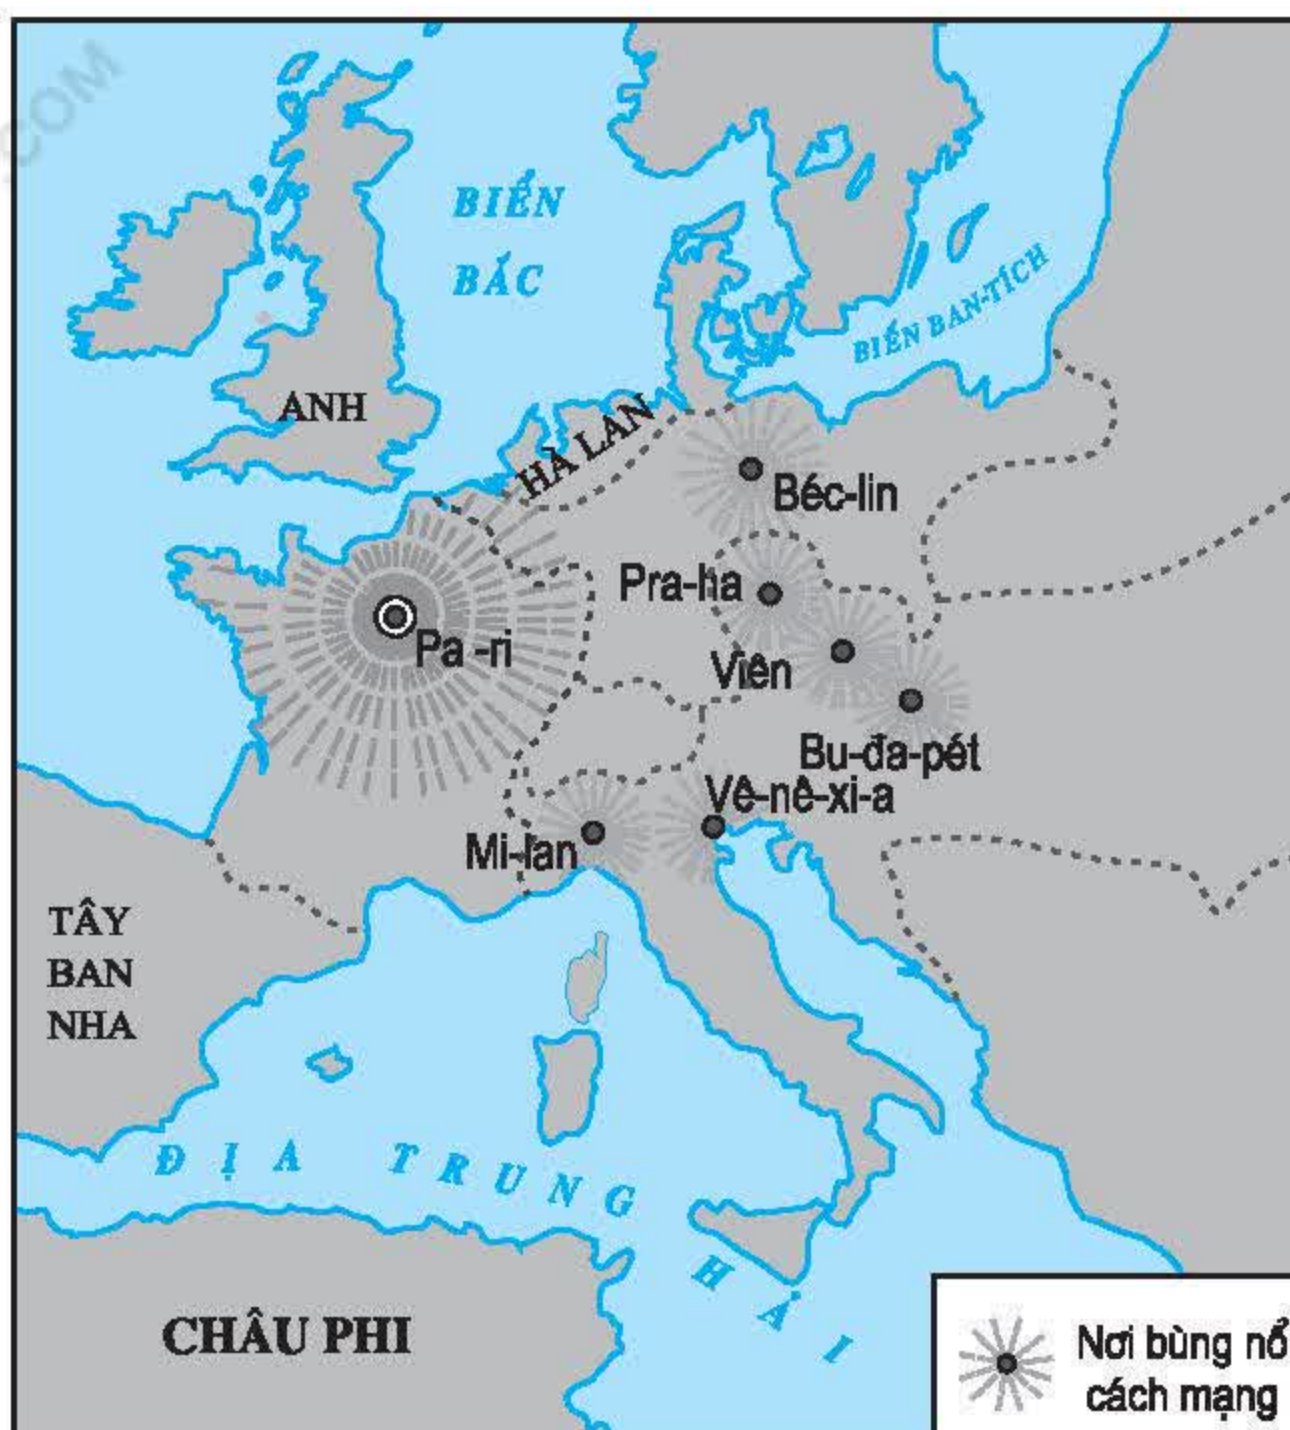 .COM
BIỂN
BẮC
BIỂN BAN-TÍCH
ANH
HÀ LAN
Béc-lin
Pra-ha
Pa -ri
Viên
Bu-đa-pét
Vê-nê-xi-a
Mi-lan
TÂY
BAN
NHA
ĐỊA TRUNG HẢI
CHÂU PHI
Nơi bùng nổ
cách mạng